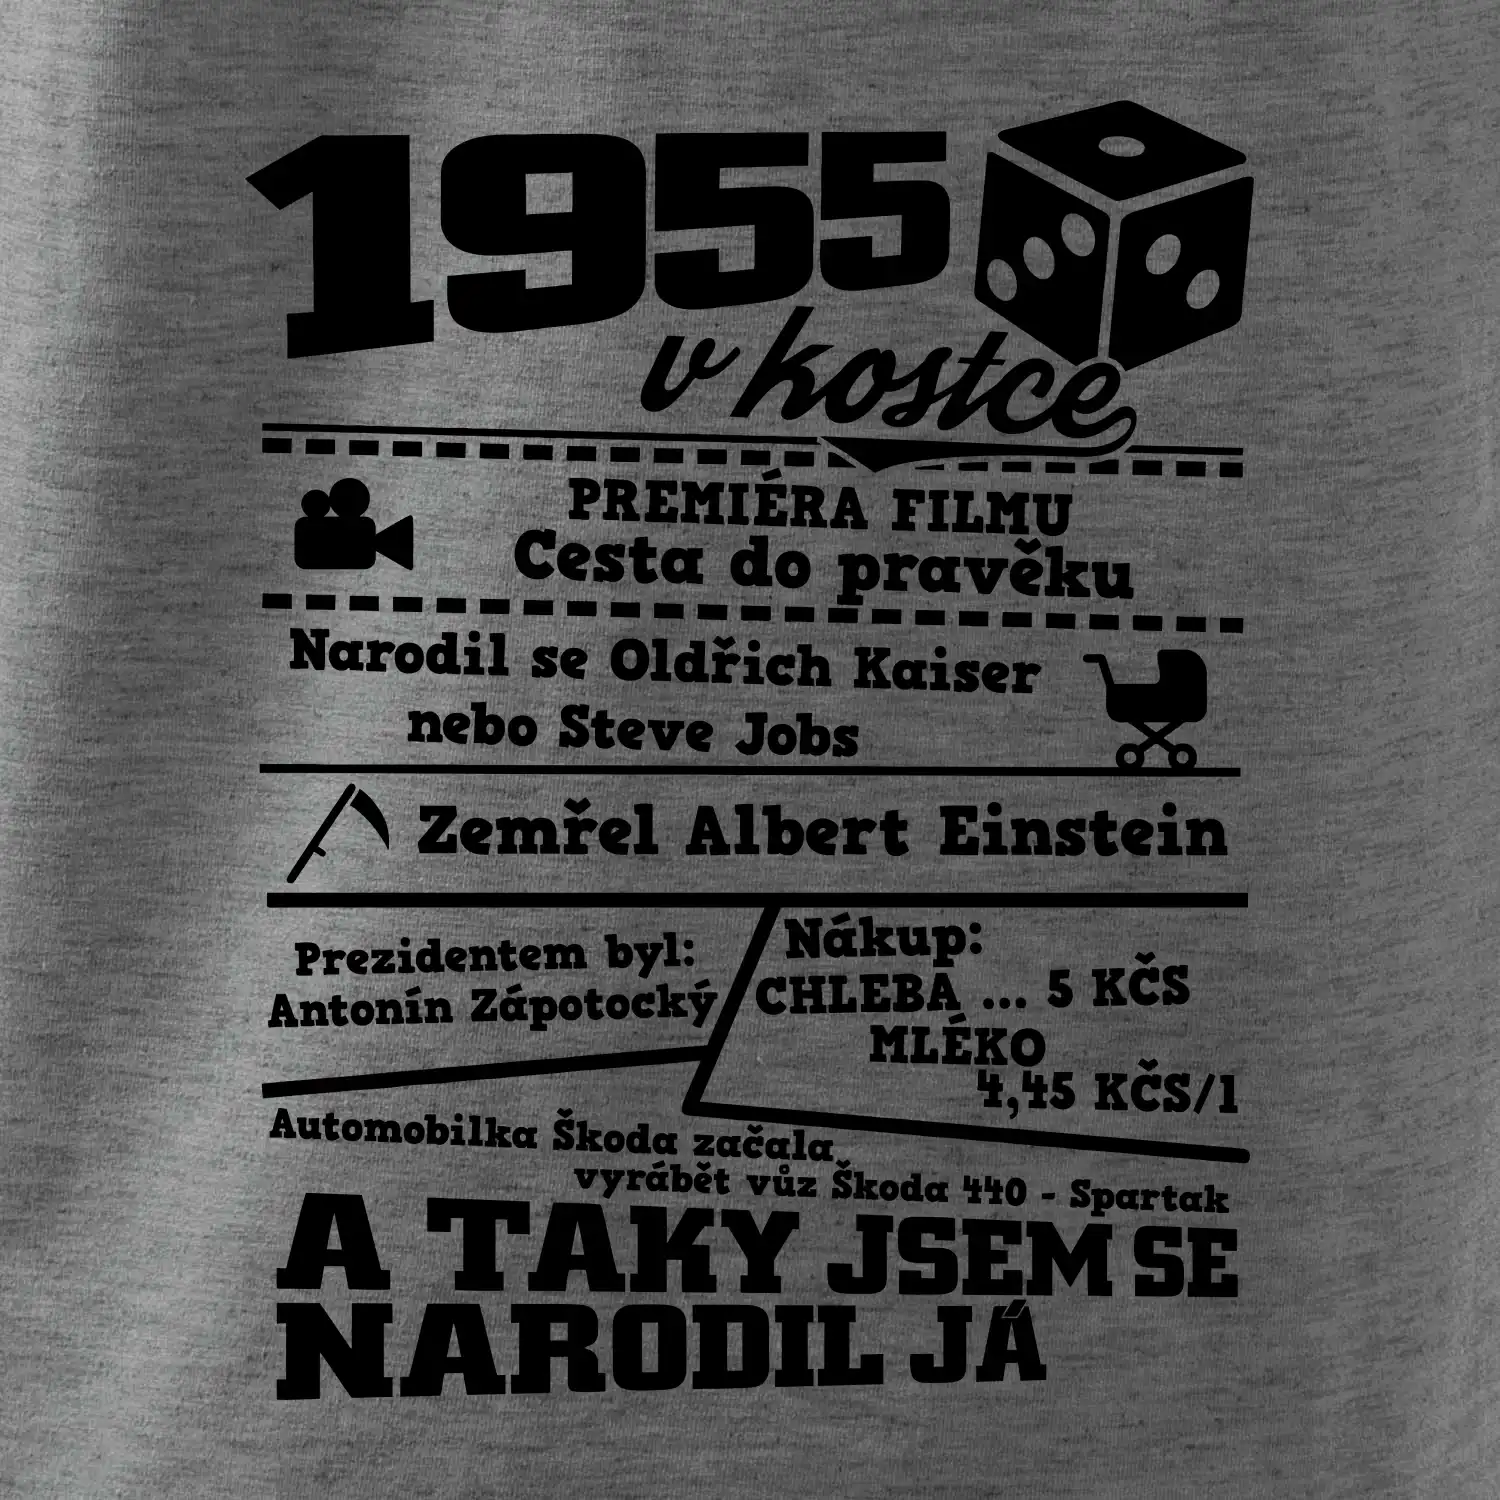 1955
v kostce
PREMIÉRA FILMU
Cesta do pravěku
Narodil se Oldřich Kaiser
nebo Steve Jobs
Zemřel Albert Einstein
Prezidentem byl:
Antonín Zápotocký
Nákup:
CHLEBA ... 5 KČS
MLÉKO
4,45 KČS/l
Automobilka Škoda začala
vyrábět vůz Škoda 440 - Spartak
A TAKY JSEM SE
NARODIL JÁ